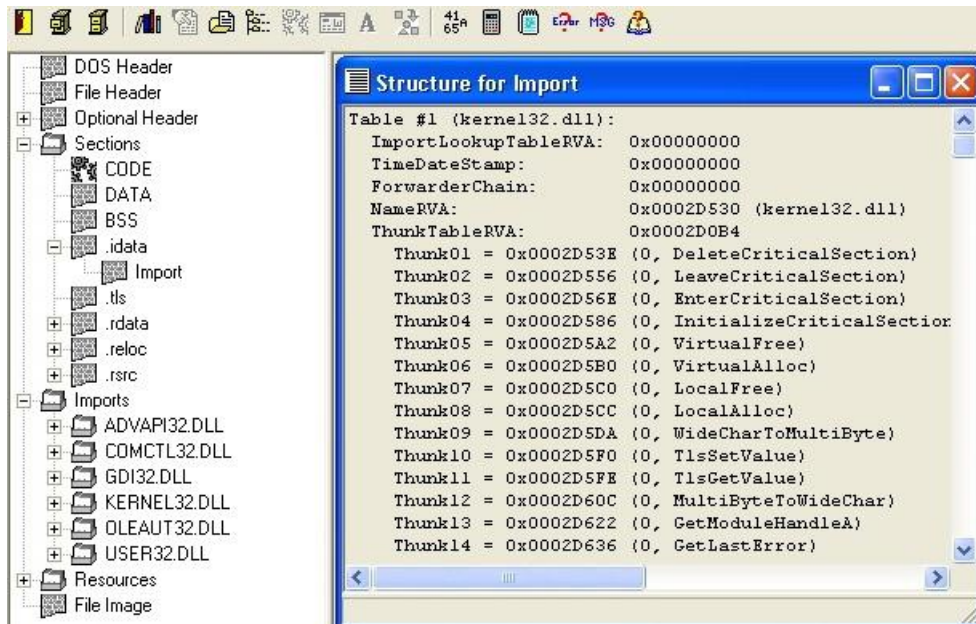 41
65A
Error
MSG
DOS Header
File Header
Optional Header
Sections
CODE
DATA
BSS
.idata
Import
.tls
.rdata
.reloc
.rsrc
Imports
ADVAPI32.DLL
COMCTL32.DLL
GDI32.DLL
KERNEL32.DLL
OLEAUT32.DLL
USER32.DLL
Resources
File Image
Structure for Import
Table #1 (kernel32.dll):
ImportLookupTableRVA: 0x00000000
TimeDateStamp: 0x00000000
ForwarderChain: 0x00000000
NameRVA: 0x0002D530 (kernel32.dll)
ThunkTableRVA: 0x0002D0B4
Thunk01 = 0x0002D53E (0, DeleteCriticalSection)
Thunk02 = 0x0002D556 (0, LeaveCriticalSection)
Thunk03 = 0x0002D56E (0, EnterCriticalSection)
Thunk04 = 0x0002D586 (0, InitializeCriticalSection
Thunk05 = 0x0002D5A2 (0, VirtualFree)
Thunk06 = 0x0002D5B0 (0, VirtualAlloc)
Thunk07 = 0x0002D5C0 (0, LocalFree)
Thunk08 = 0x0002D5CC (0, LocalAlloc)
Thunk09 = 0x0002D5DA (0, WideCharToMultiByte)
Thunk10 = 0x0002D5F0 (0, TlsSetValue)
Thunk11 = 0x0002D5FE (0, TlsGetValue)
Thunk12 = 0x0002D60C (0, MultiByteToWideChar)
Thunk13 = 0x0002D622 (0, GetModuleHandleA)
Thunk14 = 0x0002D636 (0, GetLastError)